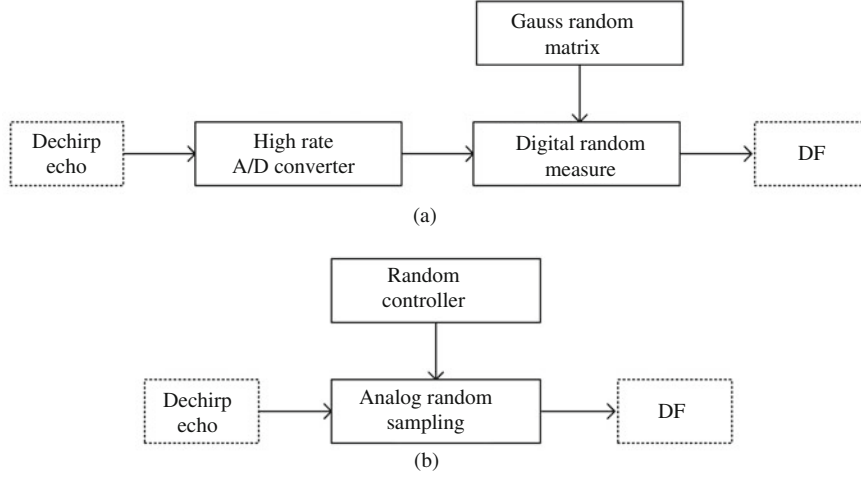 Gauss random
matrix
Dechirp
echo
High rate
A/D converter
Digital random
measure
DF
(a)
Random
controller
Dechirp
echo
Analog random
sampling
DF
(b)